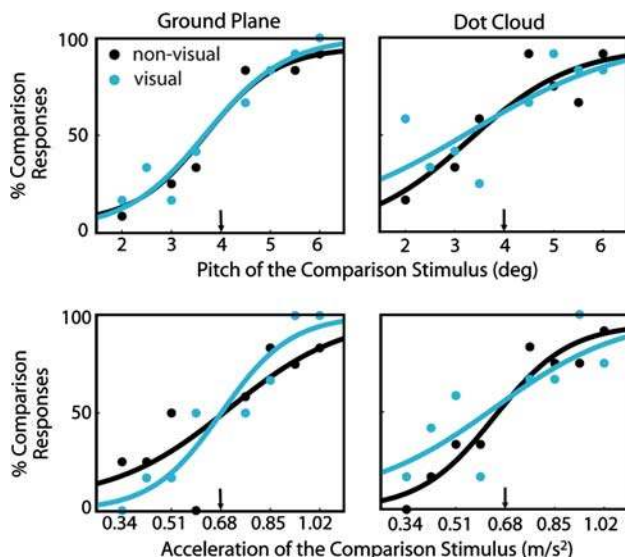 Ground Plane
Dot Cloud
% Comparison
Responses
100
50
0
non-visual
visual
2 3 4 5 6
2 3 4 5 6
Pitch of the Comparison Stimulus (deg)
% Comparison
Responses
100
50
0
0.34 0.51 0.68 0.85 1.02
0.34 0.51 0.68 0.85 1.02
Acceleration of the Comparison Stimulus (m/s²)